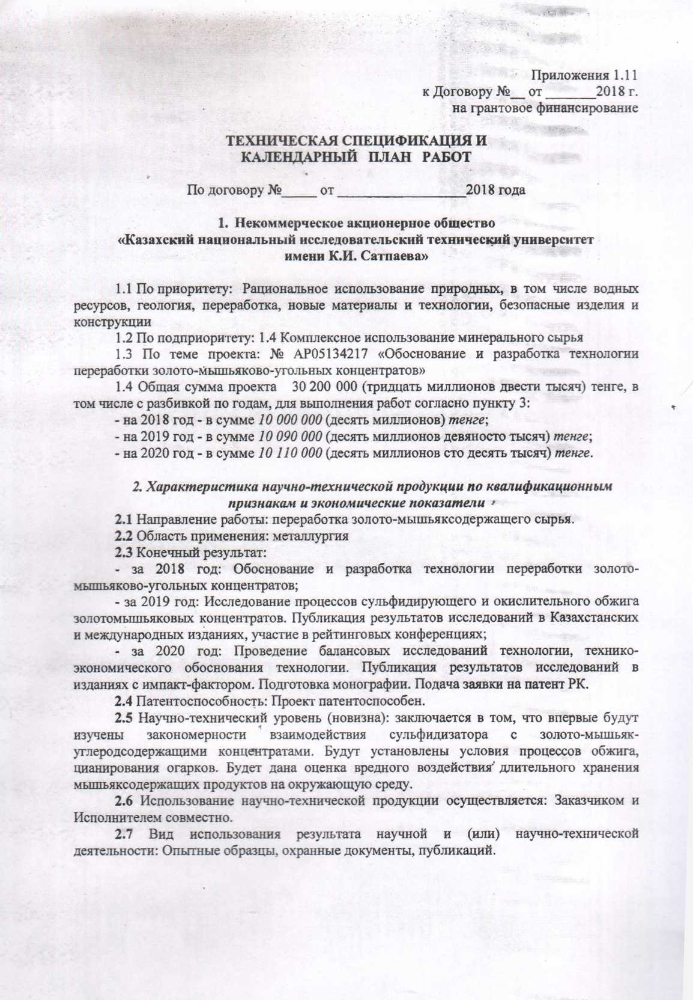 Приложения 1.11
к Договору №__ от _______2018 г.
на грантовое финансирование
ТЕХНИЧЕСКАЯ СПЕЦИФИКАЦИЯ И
КАЛЕНДАРНЫЙ ПЛАН РАБОТ
По договору №_____ от __________________2018 года
1. Некоммерческое акционерное общество
«Казахский национальный исследовательский технический университет
имени К.И. Сатпаева»
1.1 По приоритету: Рациональное использование природных, в том числе водных
ресурсов, геология, переработка, новые материалы и технологии, безопасные изделия и
конструкции
1.2 По подприоритету: 1.4 Комплексное использование минерального сырья
1.3 По теме проекта: № АР05134217 «Обоснование и разработка технологии
переработки золото-мышьяково-угольных концентратов»
1.4 Общая сумма проекта 30 200 000 (тридцать миллионов двести тысяч) тенге, в
том числе с разбивкой по годам, для выполнения работ согласно пункту 3:
- на 2018 год - в сумме 10 000 000 (десять миллионов) тенге;
- на 2019 год - в сумме 10 090 000 (десять миллионов девяносто тысяч) тенге;
- на 2020 год - в сумме 10 110 000 (десять миллионов сто десять тысяч) тенге.
2. Характеристика научно-технической продукции по квалификационным
признакам и экономические показатели
2.1 Направление работы: переработка золото-мышьяксодержащего сырья.
2.2 Область применения: металлургия
2.3 Конечный результат:
- за 2018 год: Обоснование и разработка технологии переработки золото-
мышьяково-угольных концентратов;
- за 2019 год: Исследование процессов сульфидирующего и окислительного обжига
золотомышьяковых концентратов. Публикация результатов исследований в Казахстанских
и международных изданиях, участие в рейтинговых конференциях;
- за 2020 год: Проведение балансовых исследований технологии, технико-
экономического обоснования технологии. Публикация результатов исследований в
изданиях с импакт-фактором. Подготовка монографии. Подача заявки на патент РК.
2.4 Патентоспособность: Проект патентоспособен.
2.5 Научно-технический уровень (новизна): заключается в том, что впервые будут
изучены закономерности взаимодействия сульфидизатора с золото-мышьяк-
углеродсодержащими концентратами. Будут установлены условия процессов обжига,
цианирования огарков. Будет дана оценка вредного воздействия длительного хранения
мышьяксодержащих продуктов на окружающую среду.
2.6 Использование научно-технической продукции осуществляется: Заказчиком и
Исполнителем совместно.
2.7 Вид использования результата научной и (или) научно-технической
деятельности: Опытные образцы, охранные документы, публикаций.